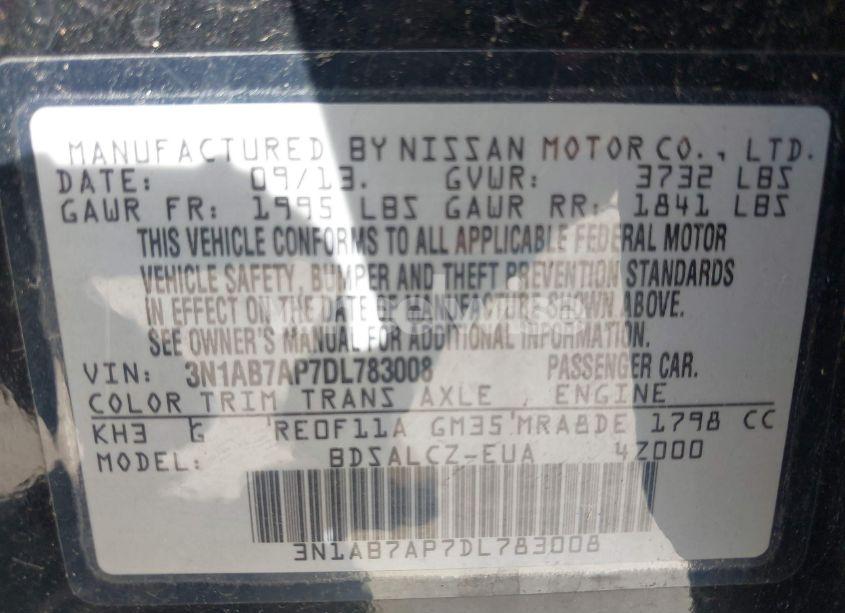 MANUFACTURED BY NISSAN MOTOR CO., LTD.
DATE: 09/13. GVWR: 3732 LBS
GAWR FR: 1995 LBS GAWR RR: 1841 LBS
THIS VEHICLE CONFORMS TO ALL APPLICABLE FEDERAL MOTOR
VEHICLE SAFETY, BUMPER AND THEFT PREVENTION STANDARDS
IN EFFECT ON THE DATE OF MANUFACTURE SHOWN ABOVE.
SEE OWNER'S MANUAL FOR ADDITIONAL INFORMATION.
VIN: 3N1AB7AP7DL783008 PASSENGER CAR.
COLOR TRIM TRANS AXLE ENGINE
KH3 G RE0F11A GM35 MRA8DE 1798 CC
MODEL: BDSALCZ-EUA 4Z000
3N1AB7AP7DL783008